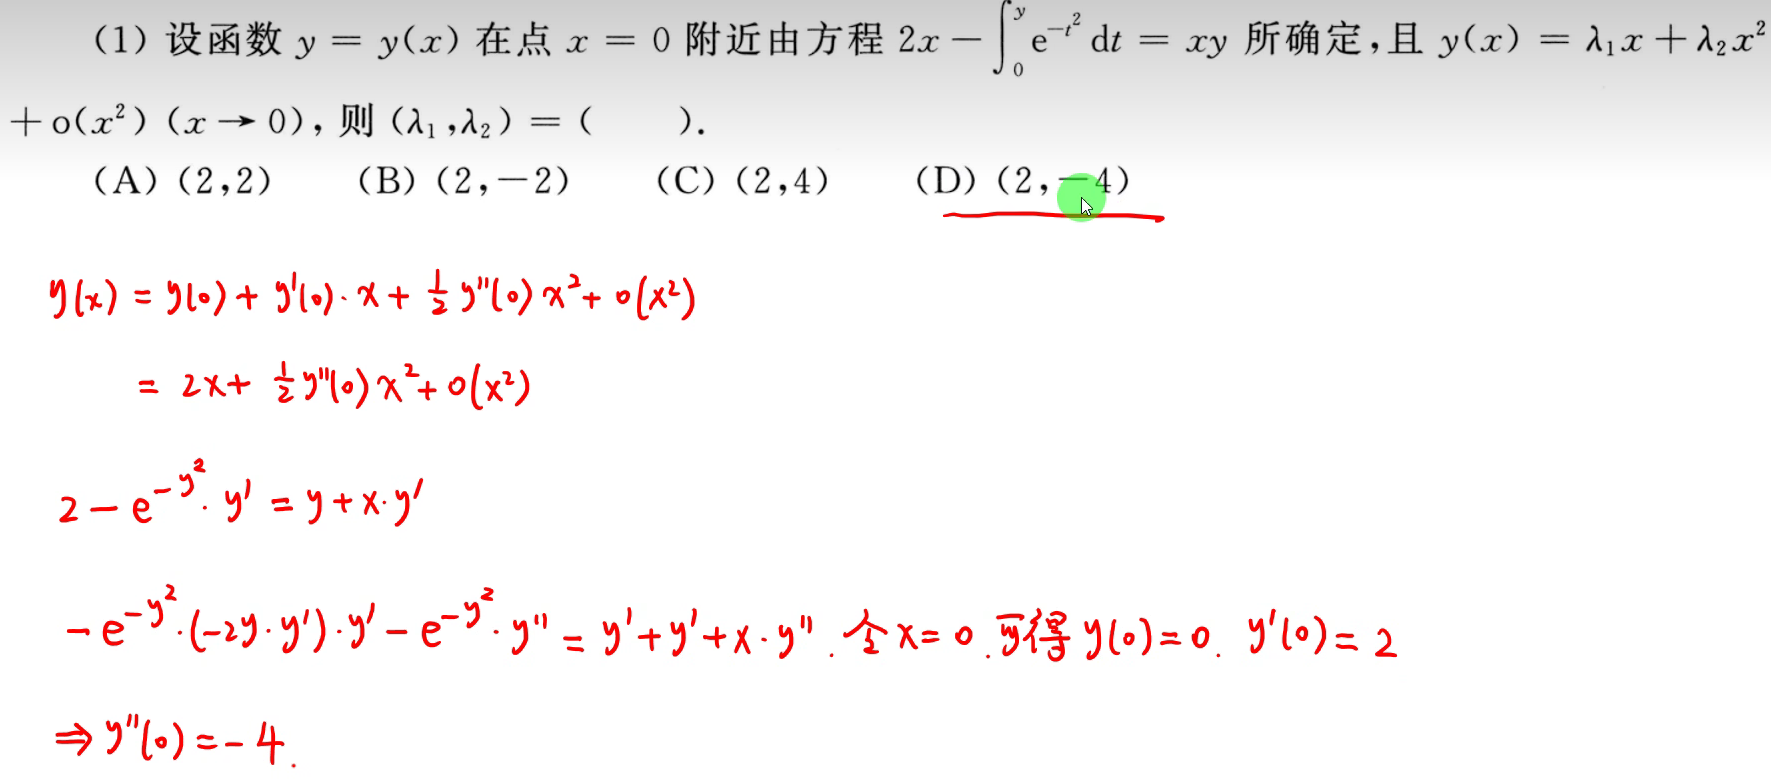 (1) 设函数 y = y(x) 在点 x = 0 附近由方程 2x − ∫₀ʸ e^{−t²} dt = xy 所确定,且 y(x) = λ₁x + λ₂x²
+ o(x²) (x → 0), 则 (λ₁,λ₂) = ( ).
(A) (2,2) (B) (2,−2) (C) (2,4) (D) (2,−4)
y(x) = y(0) + y'(0)·x + ½ y''(0) x² + o(x²)
= 2x + ½ y''(0) x² + o(x²)
2 − e^{−y²}·y' = y + x·y'
− e^{−y²}·(−2y·y')·y' − e^{−y²}·y'' = y' + y' + x·y''. 令 x = 0. 可得 y(0) = 0. y'(0) = 2
⇒ y''(0) = −4.